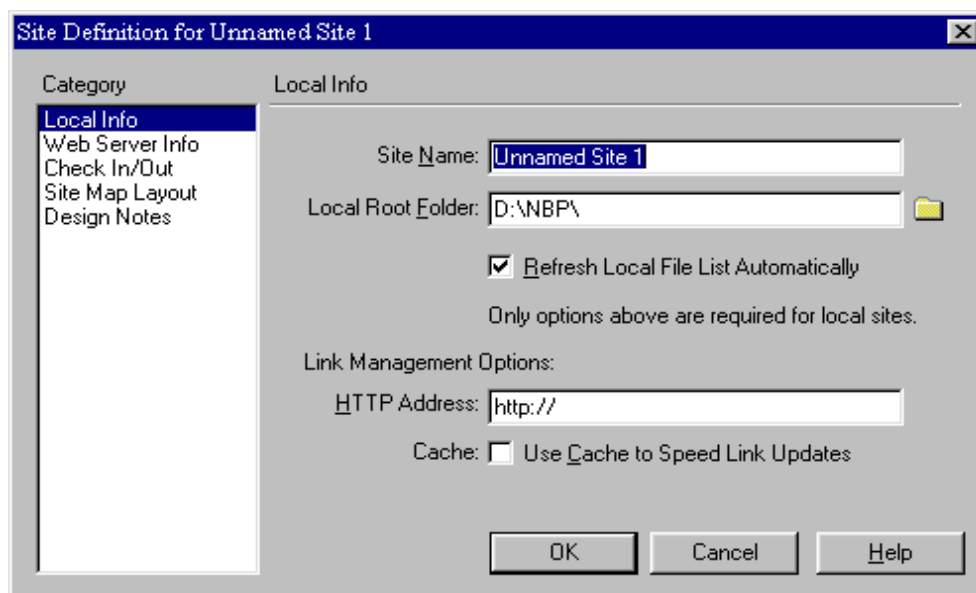 Site Definition for Unnamed Site 1
Category
Local Info
Web Server Info
Check In/Out
Site Map Layout
Design Notes
Local Info
Site Name: Unnamed Site 1
Local Root Folder: D:\NBP\
Refresh Local File List Automatically
Only options above are required for local sites.
Link Management Options:
HTTP Address: http://
Cache: Use Cache to Speed Link Updates
OK Cancel Help